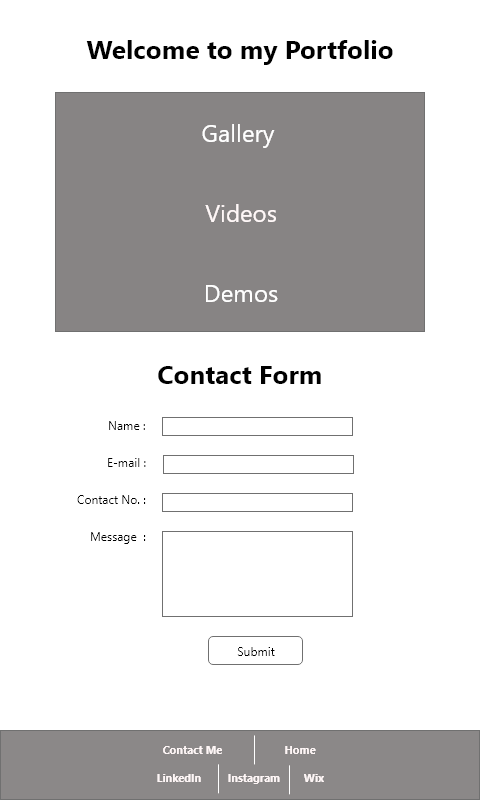 Welcome to my Portfolio
Gallery
Videos
Demos
Contact Form
Name :
E-mail :
Contact No. :
Message  :
Submit
Contact Me Home
LinkedIn Instagram Wix